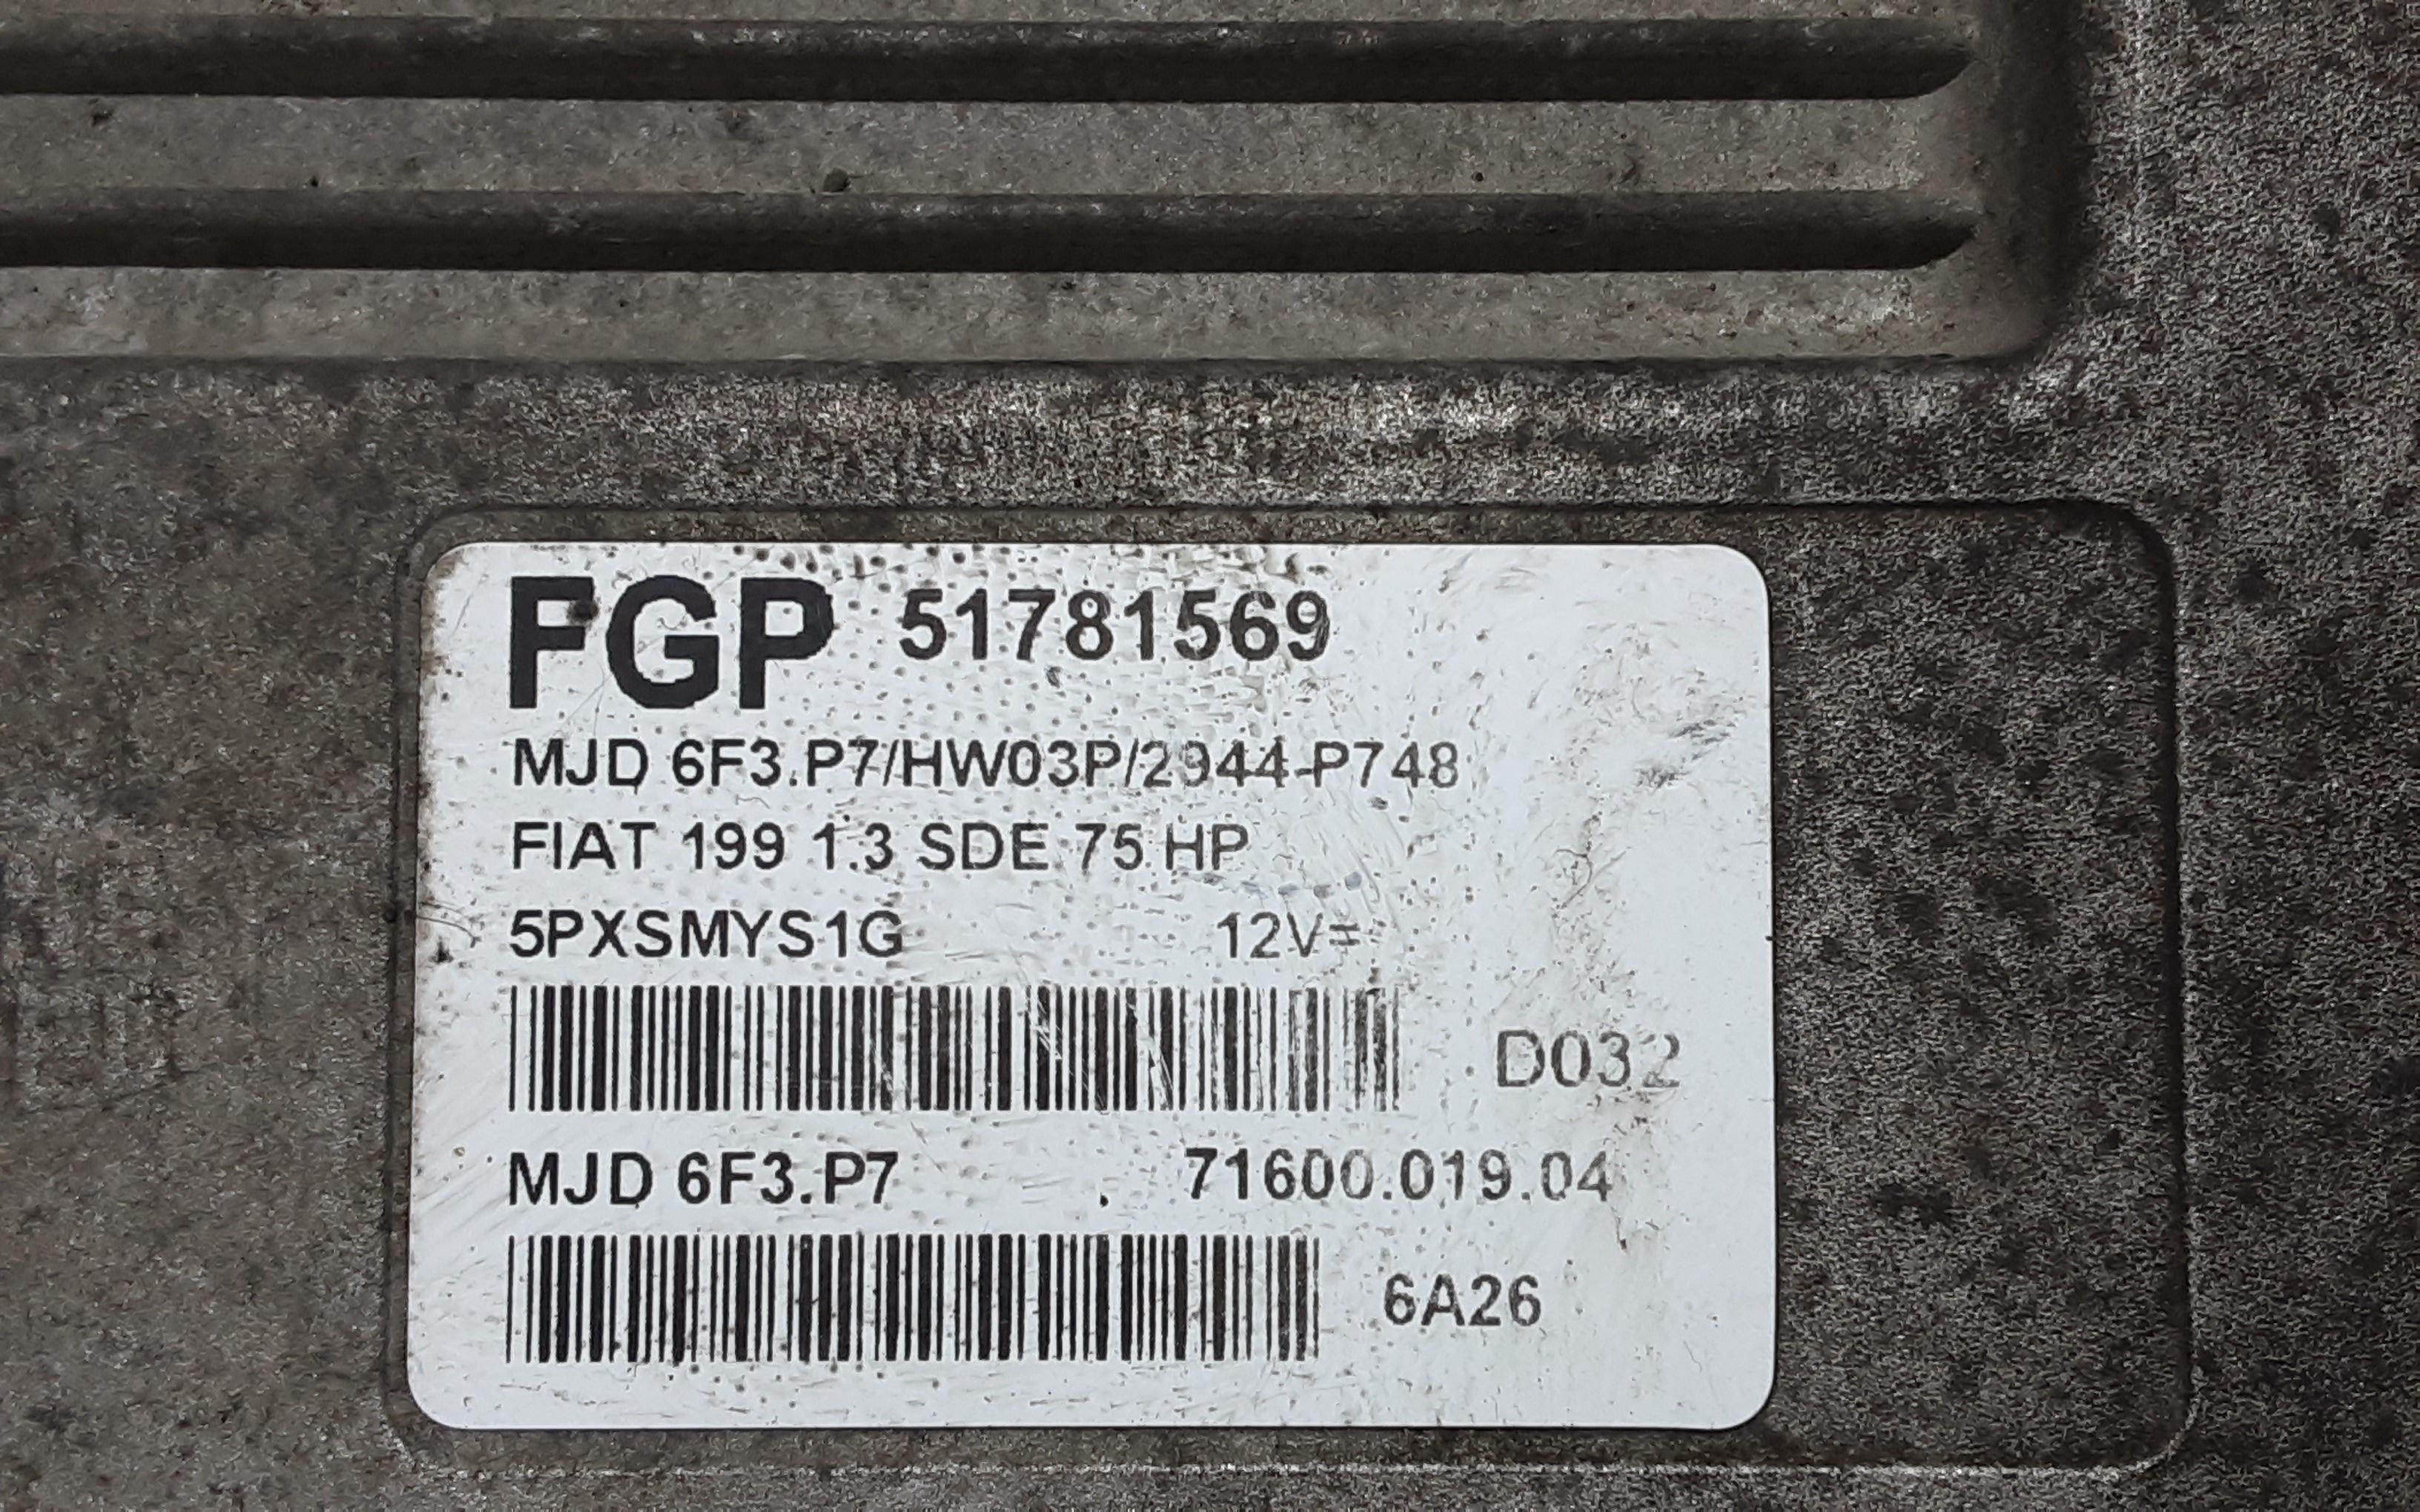 FGP 51781569
MJD 6F3.P7/HW03P/2944-P748
FIAT 199 1.3 SDE 75 HP
5PXSMYS1G 12V=
D032
MJD 6F3.P7 71600.019.04
6A26